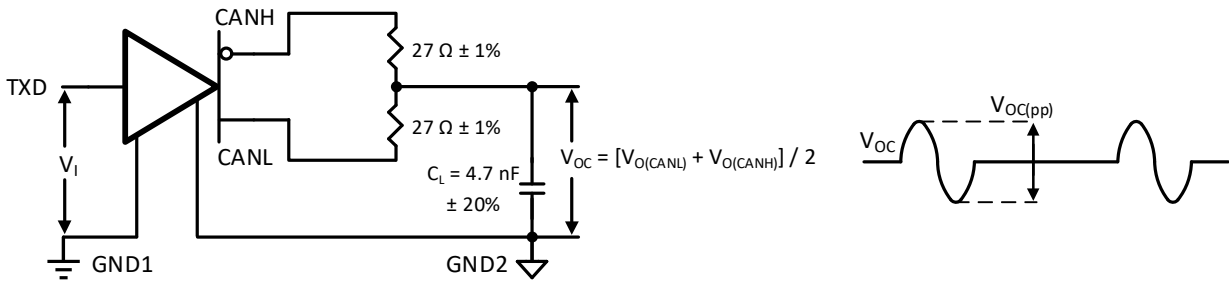 CANH
27 Ω ± 1%
TXD
27 Ω ± 1%
CANL
V_I
V_OC = [V_O(CANL) + V_O(CANH)] / 2
C_L = 4.7 nF
± 20%
GND1
GND2
V_OC(pp)
V_OC